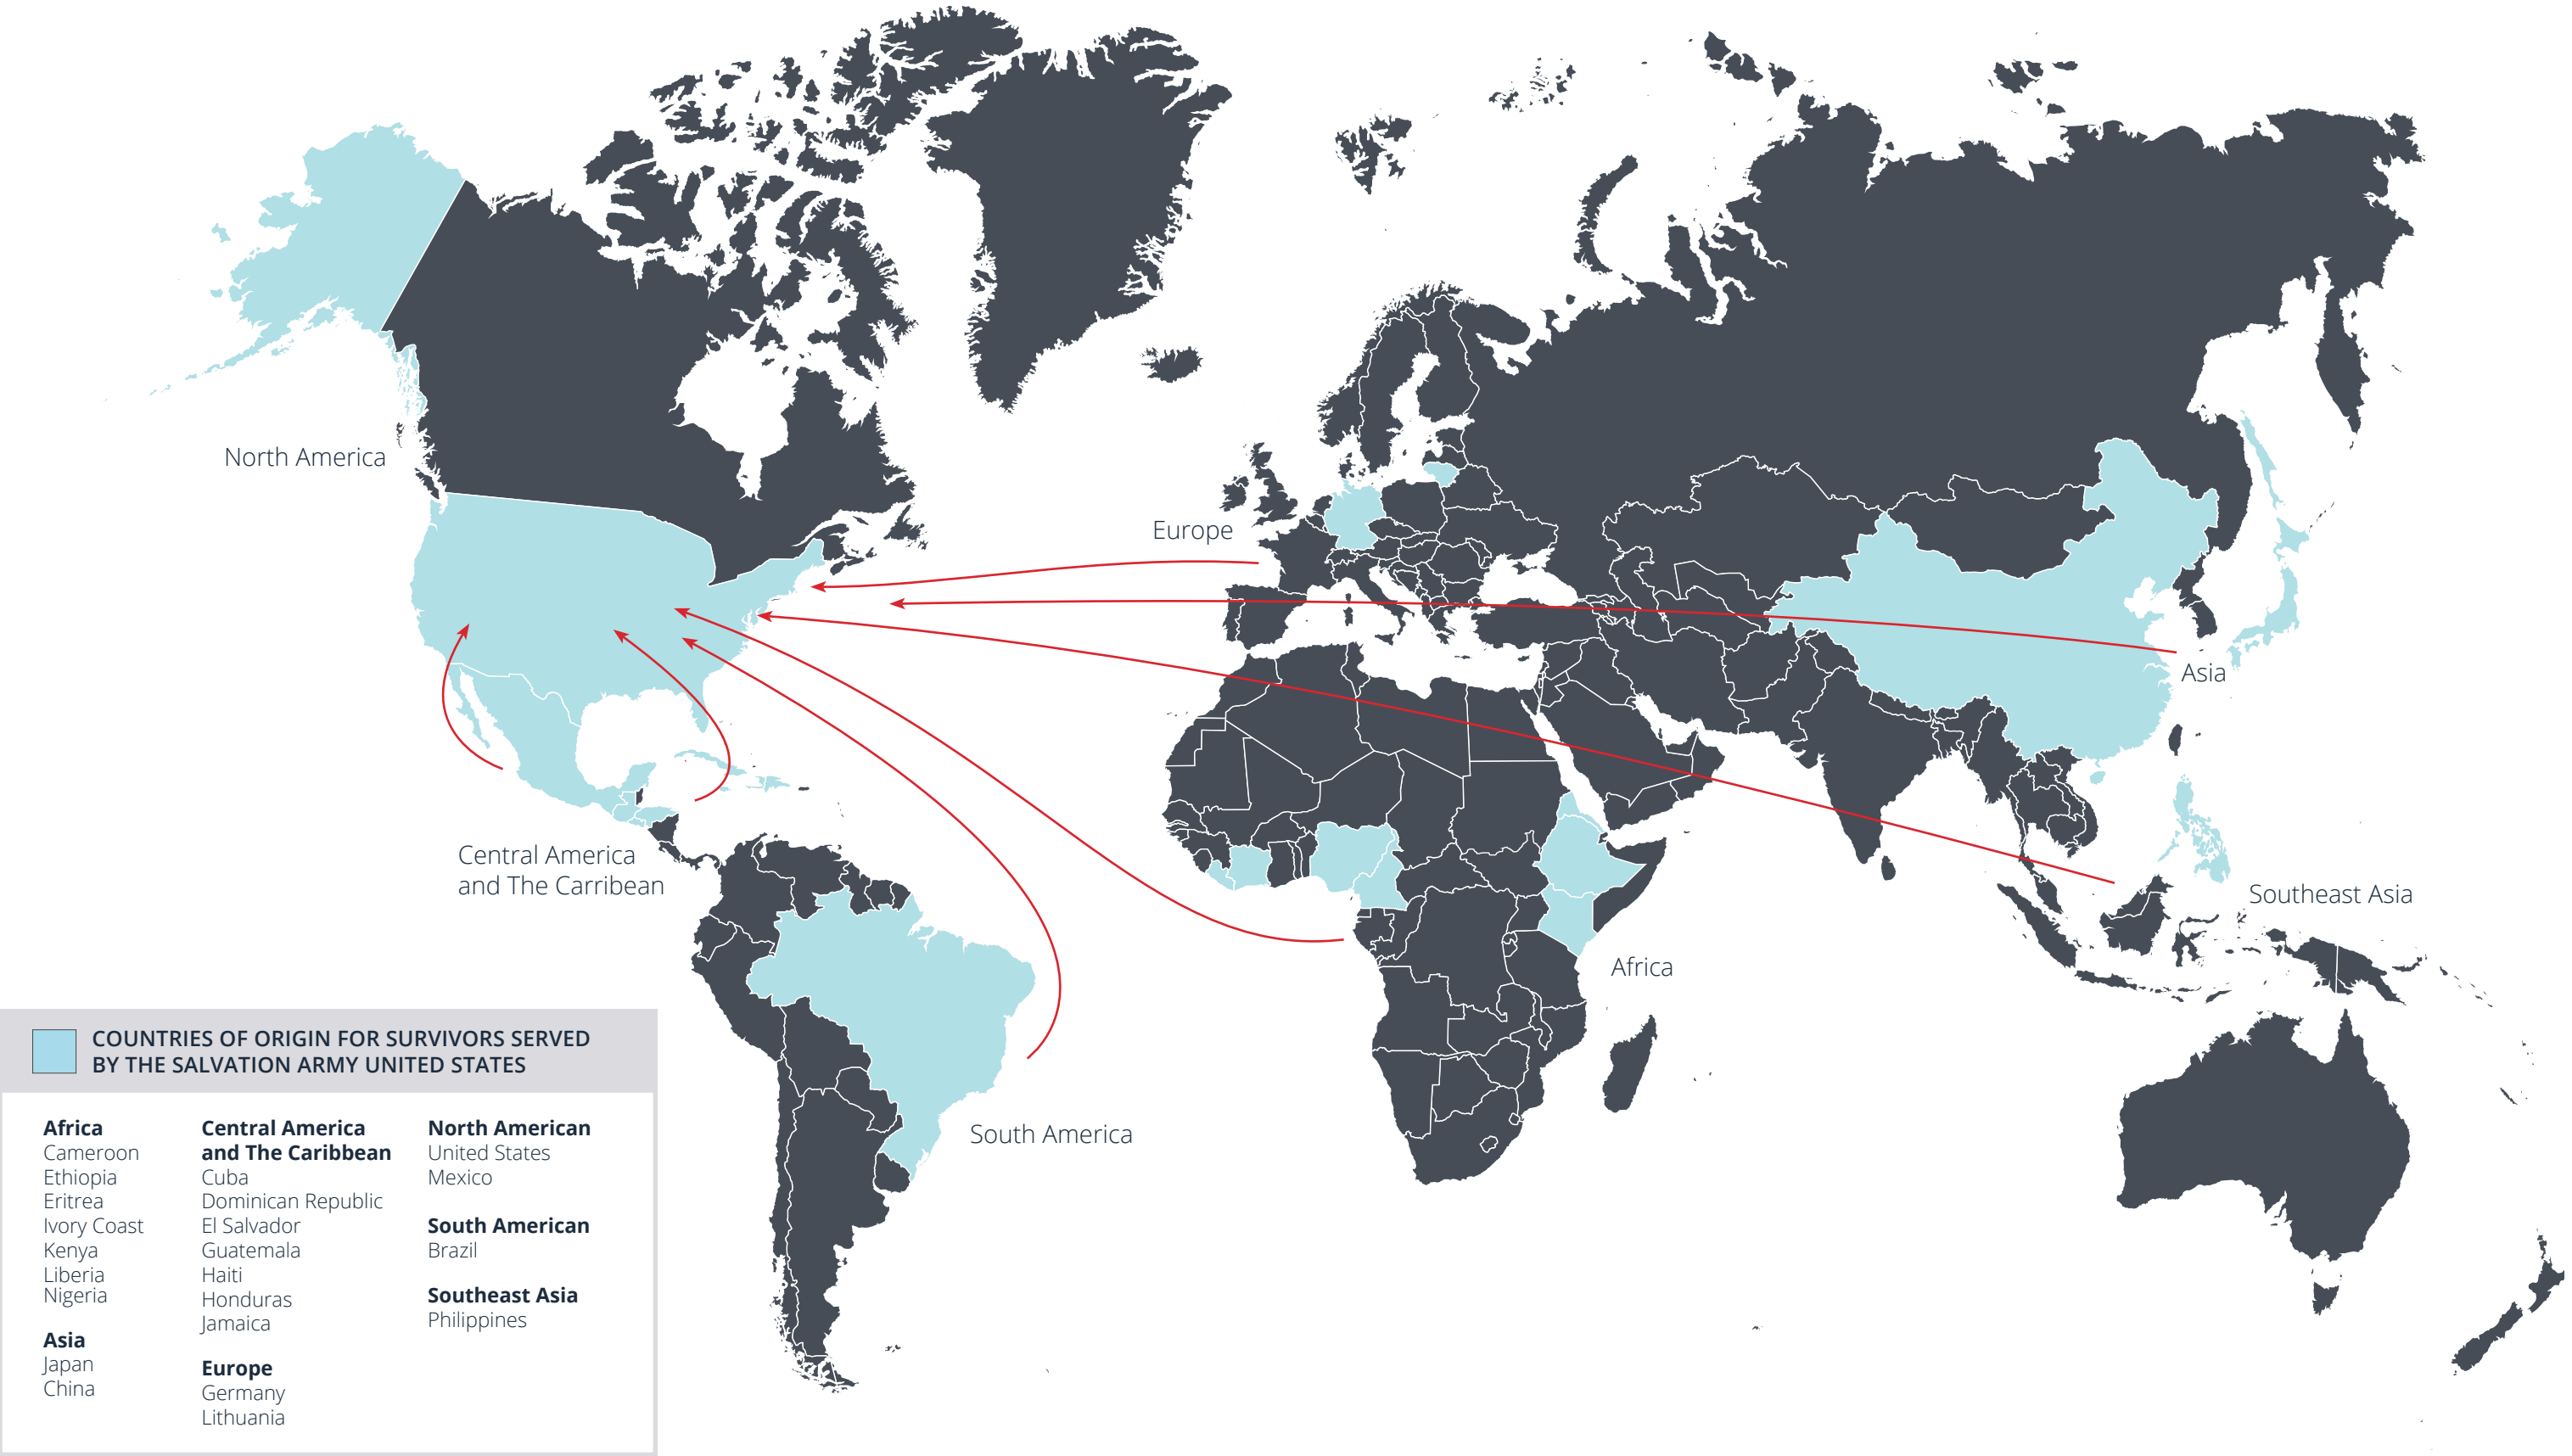 North America
Europe
Asia
Central America
and The Carribean
Southeast Asia
Africa
South America
COUNTRIES OF ORIGIN FOR SURVIVORS SERVED
BY THE SALVATION ARMY UNITED STATES
Africa
Cameroon
Ethiopia
Eritrea
Ivory Coast
Kenya
Liberia
Nigeria
Asia
Japan
China
Central America
and The Caribbean
Cuba
Dominican Republic
El Salvador
Guatemala
Haiti
Honduras
Jamaica
Europe
Germany
Lithuania
North American
United States
Mexico
South American
Brazil
Southeast Asia
Philippines